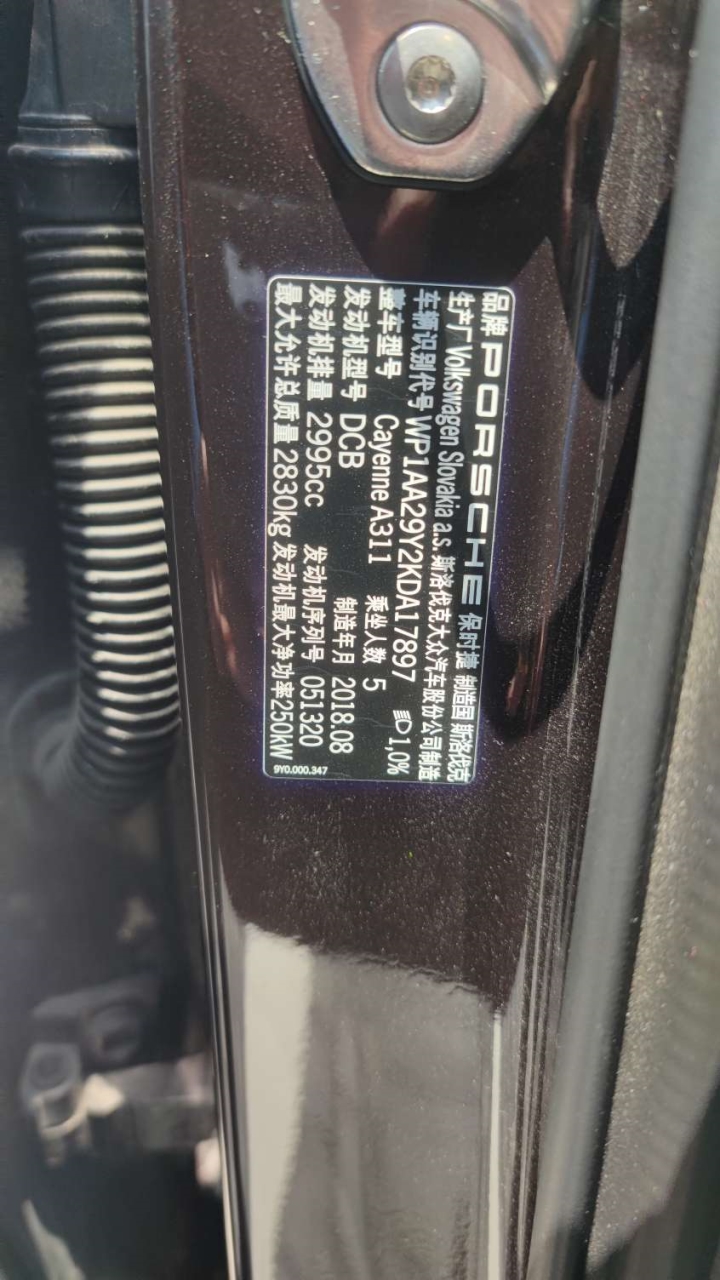 品牌 PORSCHE 保时捷 制造国 斯洛伐克
生产厂 Volkswagen Slovakia a.s. 斯洛伐克大众汽车股份公司制造
车辆识别代号 WP1AA29Y2KDA17897 1,0%
整车型号 Cayenne A311 乘坐人数 5
发动机型号 DCB 制造年月 2018.08
发动机排量 2995cc 发动机序列号 051320
最大允许总质量 2830kg 发动机最大净功率 250kW
9Y0.000.347